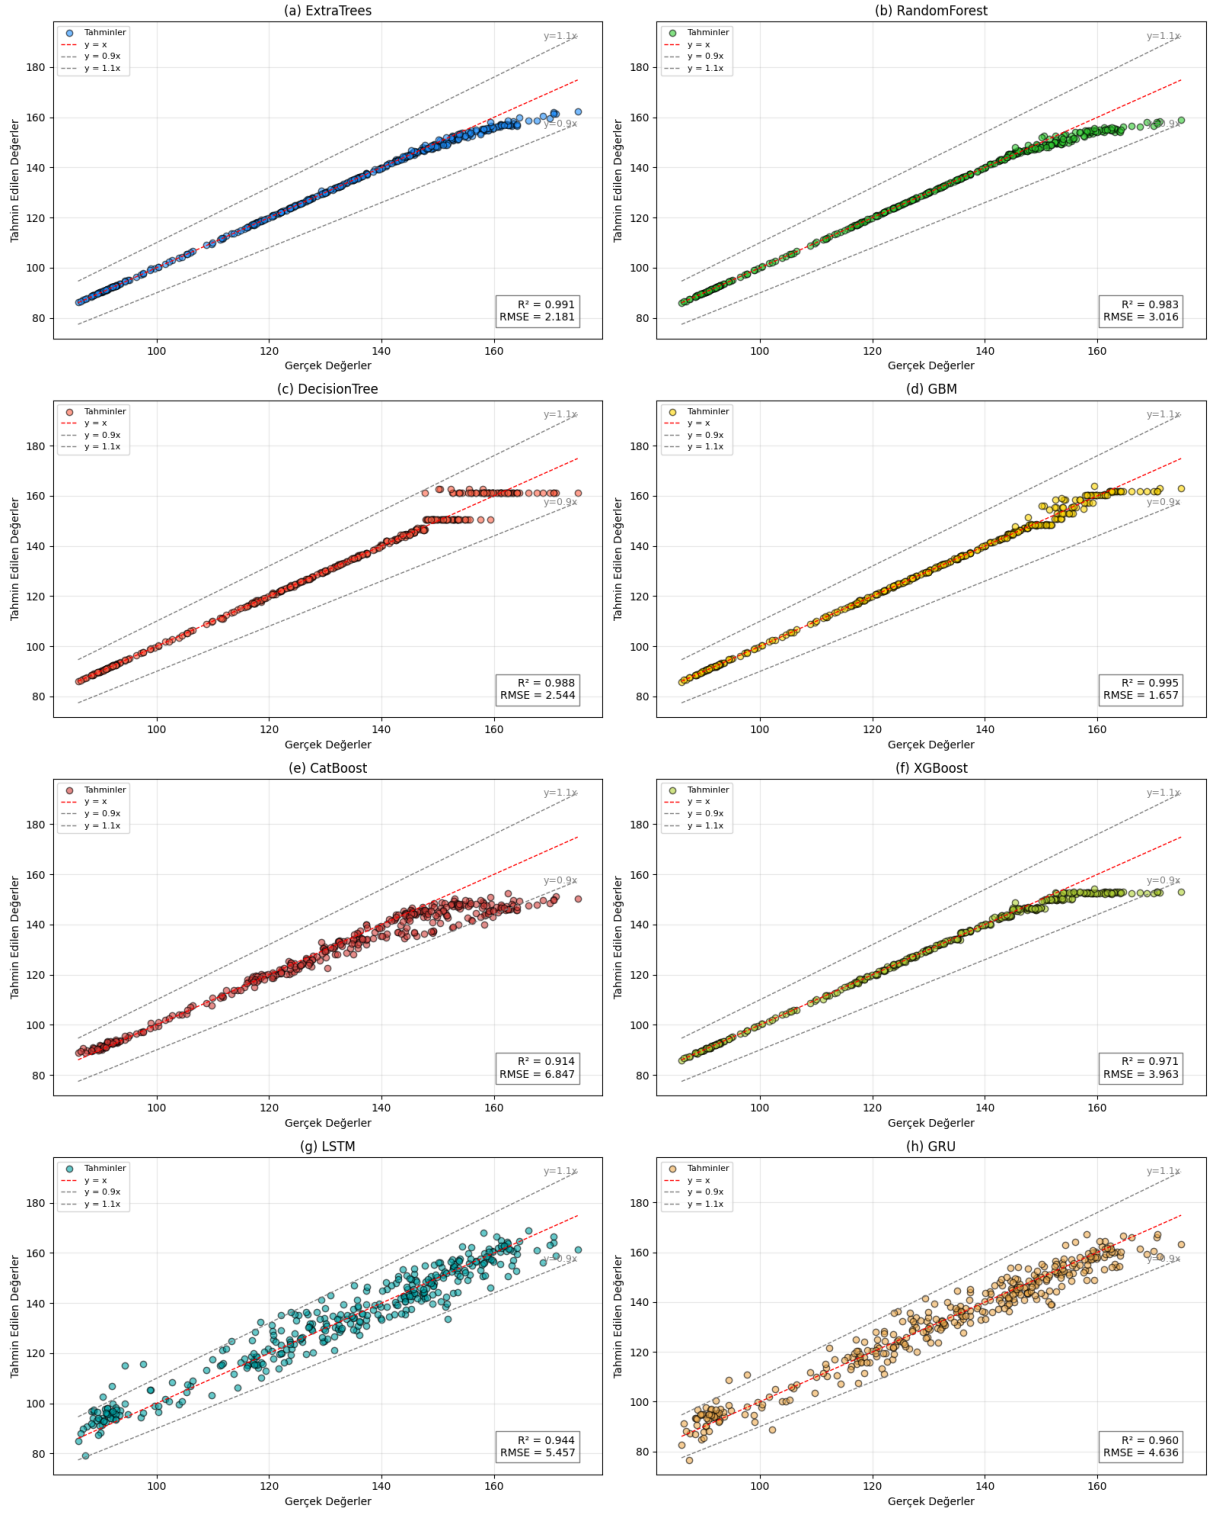 (a) ExtraTrees
Tahminler
y = x
y = 0.9x
y = 1.1x
y=1.1x
y=0.9x
180
160
140
120
100
80
Tahmin Edilen Değerler
R² = 0.991
RMSE = 2.181
100 120 140 160
Gerçek Değerler
(b) RandomForest
Tahminler
y = x
y = 0.9x
y = 1.1x
y=1.1x
180
160
140
120
100
80
Tahmin Edilen Değerler
R² = 0.983
RMSE = 3.016
100 120 140 160
Gerçek Değerler
(c) DecisionTree
Tahminler
y = x
y = 0.9x
y = 1.1x
y=1.1x
y=0.9x
180
160
140
120
100
80
Tahmin Edilen Değerler
R² = 0.988
RMSE = 2.544
100 120 140 160
Gerçek Değerler
(d) GBM
Tahminler
y = x
y = 0.9x
y = 1.1x
y=1.1x
y=0.9x
180
160
140
120
100
80
Tahmin Edilen Değerler
R² = 0.995
RMSE = 1.657
100 120 140 160
Gerçek Değerler
(e) CatBoost
Tahminler
y = x
y = 0.9x
y = 1.1x
y=1.1x
y=0.9x
180
160
140
120
100
80
Tahmin Edilen Değerler
R² = 0.914
RMSE = 6.847
100 120 140 160
Gerçek Değerler
(f) XGBoost
Tahminler
y = x
y = 0.9x
y = 1.1x
y=1.1x
y=0.9x
180
160
140
120
100
80
Tahmin Edilen Değerler
R² = 0.971
RMSE = 3.963
100 120 140 160
Gerçek Değerler
(g) LSTM
Tahminler
y = x
y = 0.9x
y = 1.1x
y=1.1x
y=0.9x
180
160
140
120
100
80
Tahmin Edilen Değerler
R² = 0.944
RMSE = 5.457
100 120 140 160
Gerçek Değerler
(h) GRU
Tahminler
y = x
y = 0.9x
y = 1.1x
y=1.1x
y=0.9x
180
160
140
120
100
80
Tahmin Edilen Değerler
R² = 0.960
RMSE = 4.636
100 120 140 160
Gerçek Değerler